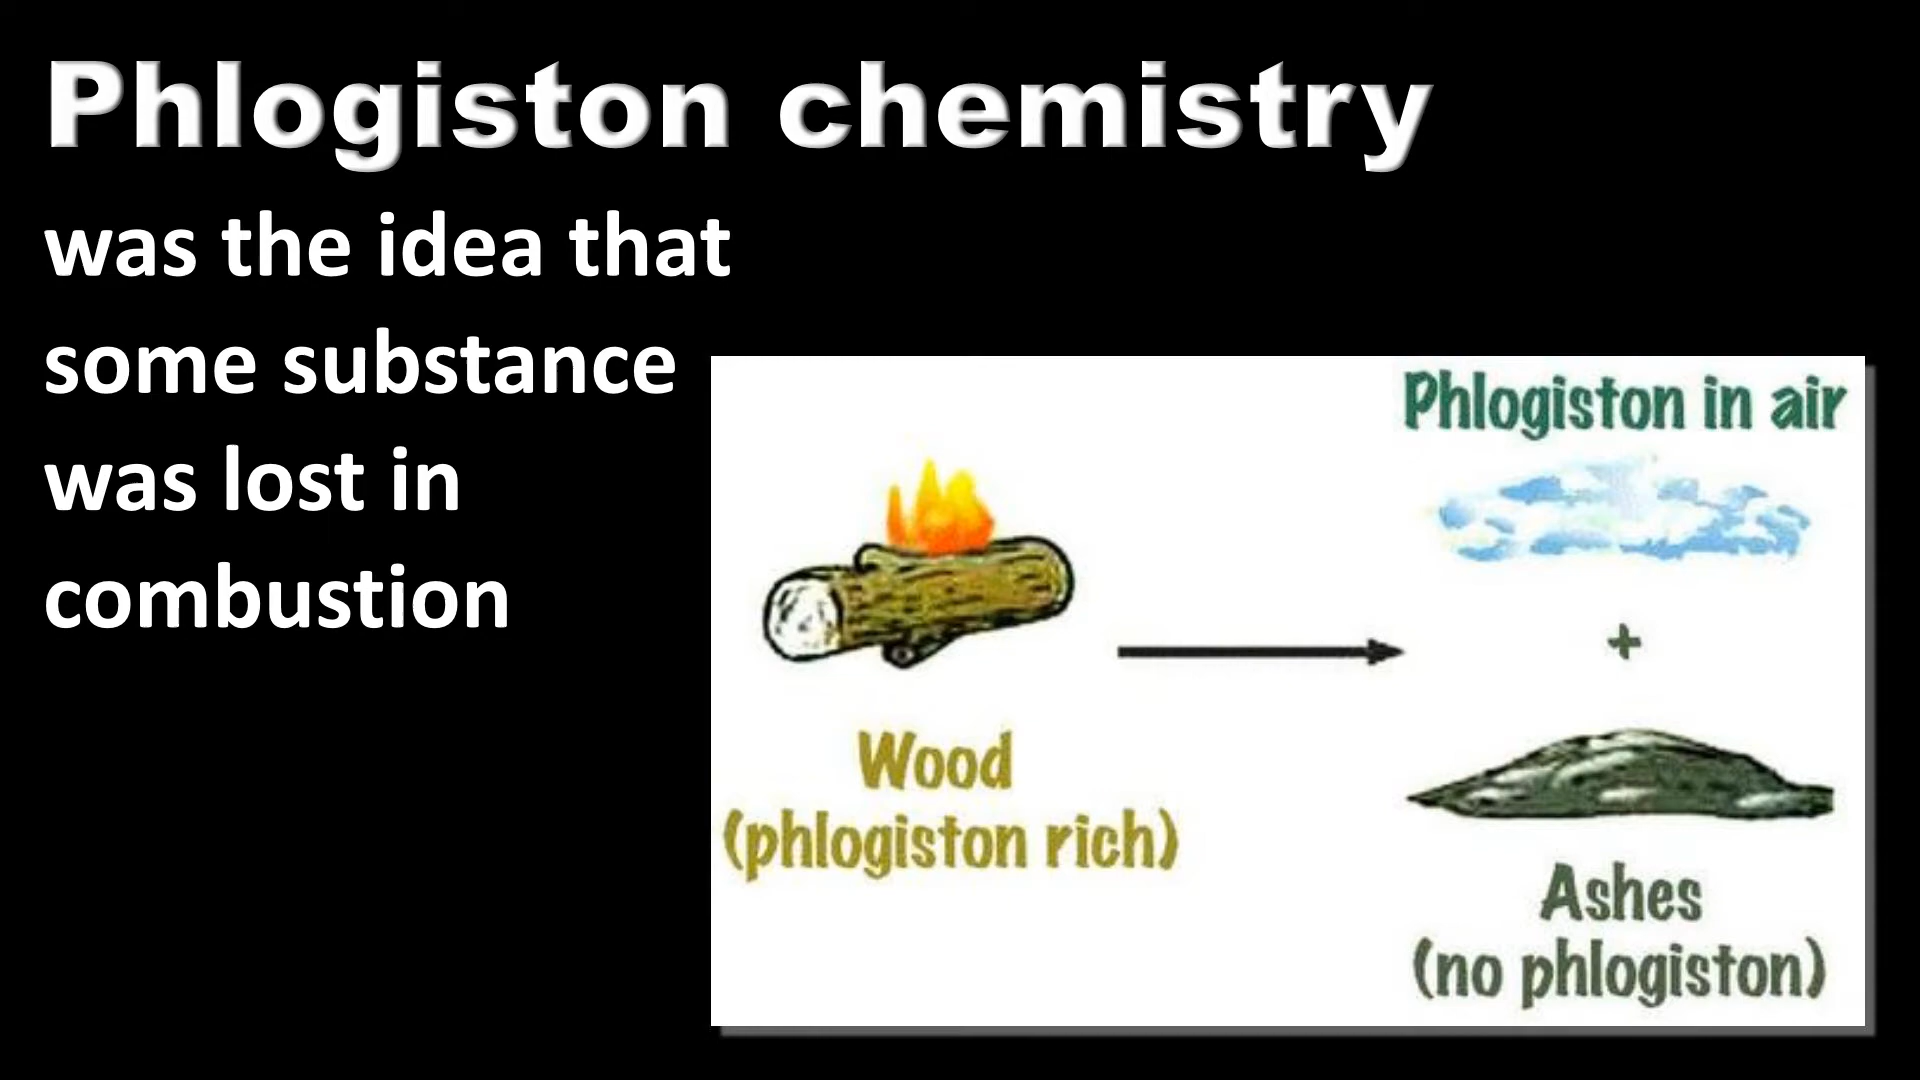 Phlogiston chemistry
was the idea that
some substance
was lost in
combustion
Phlogiston in air
+
Wood
(phlogiston rich)
Ashes
(no phlogiston)